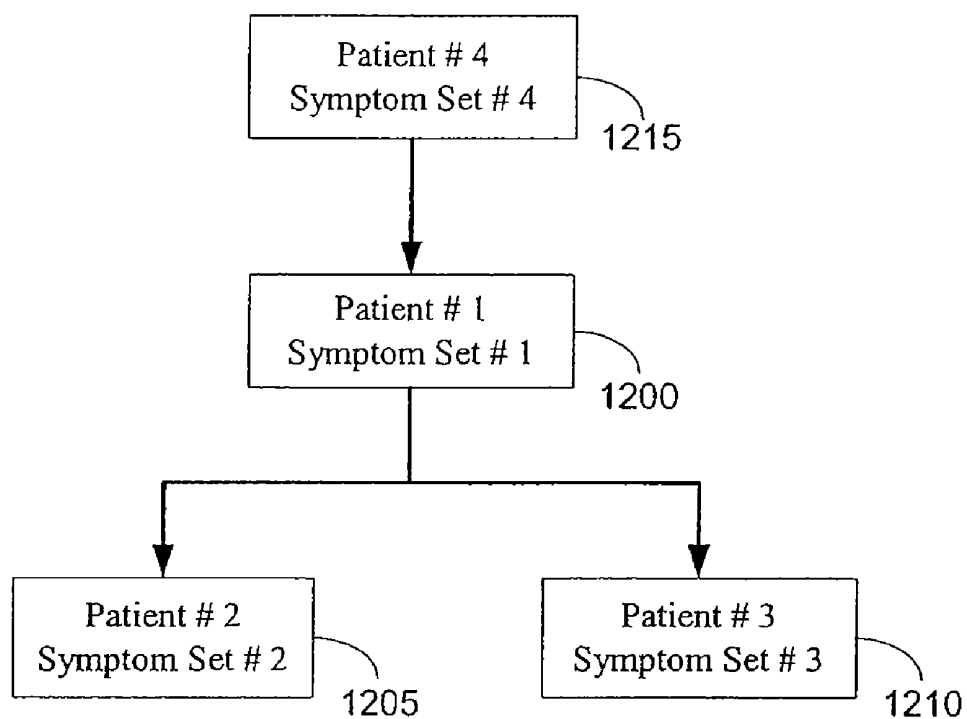 Patient # 4
Symptom Set # 4
1215
Patient # 1
Symptom Set # 1
1200
Patient # 2
Symptom Set # 2
1205
Patient # 3
Symptom Set # 3
1210